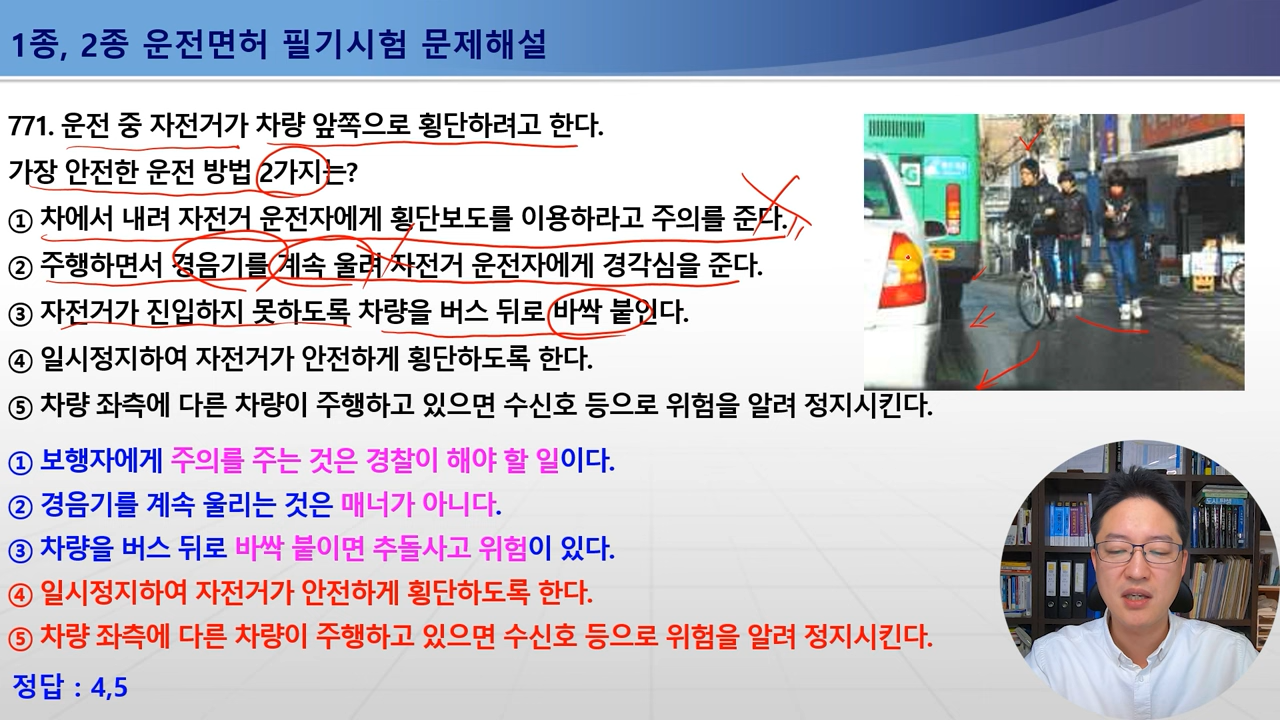 1종, 2종 운전면허 필기시험 문제해설
771. 운전 중 자전거가 차량 앞쪽으로 횡단하려고 한다.
가장 안전한 운전 방법 2가지는?
① 차에서 내려 자전거 운전자에게 횡단보도를 이용하라고 주의를 준다.
② 주행하면서 경음기를 계속 울려 자전거 운전자에게 경각심을 준다.
③ 자전거가 진입하지 못하도록 차량을 버스 뒤로 바싹 붙인다.
④ 일시정지하여 자전거가 안전하게 횡단하도록 한다.
⑤ 차량 좌측에 다른 차량이 주행하고 있으면 수신호 등으로 위험을 알려 정지시킨다.
① 보행자에게 주의를 주는 것은 경찰이 해야 할 일이다.
② 경음기를 계속 울리는 것은 매너가 아니다.
③ 차량을 버스 뒤로 바싹 붙이면 추돌사고 위험이 있다.
④ 일시정지하여 자전거가 안전하게 횡단하도록 한다.
⑤ 차량 좌측에 다른 차량이 주행하고 있으면 수신호 등으로 위험을 알려 정지시킨다.
정답 : 4,5